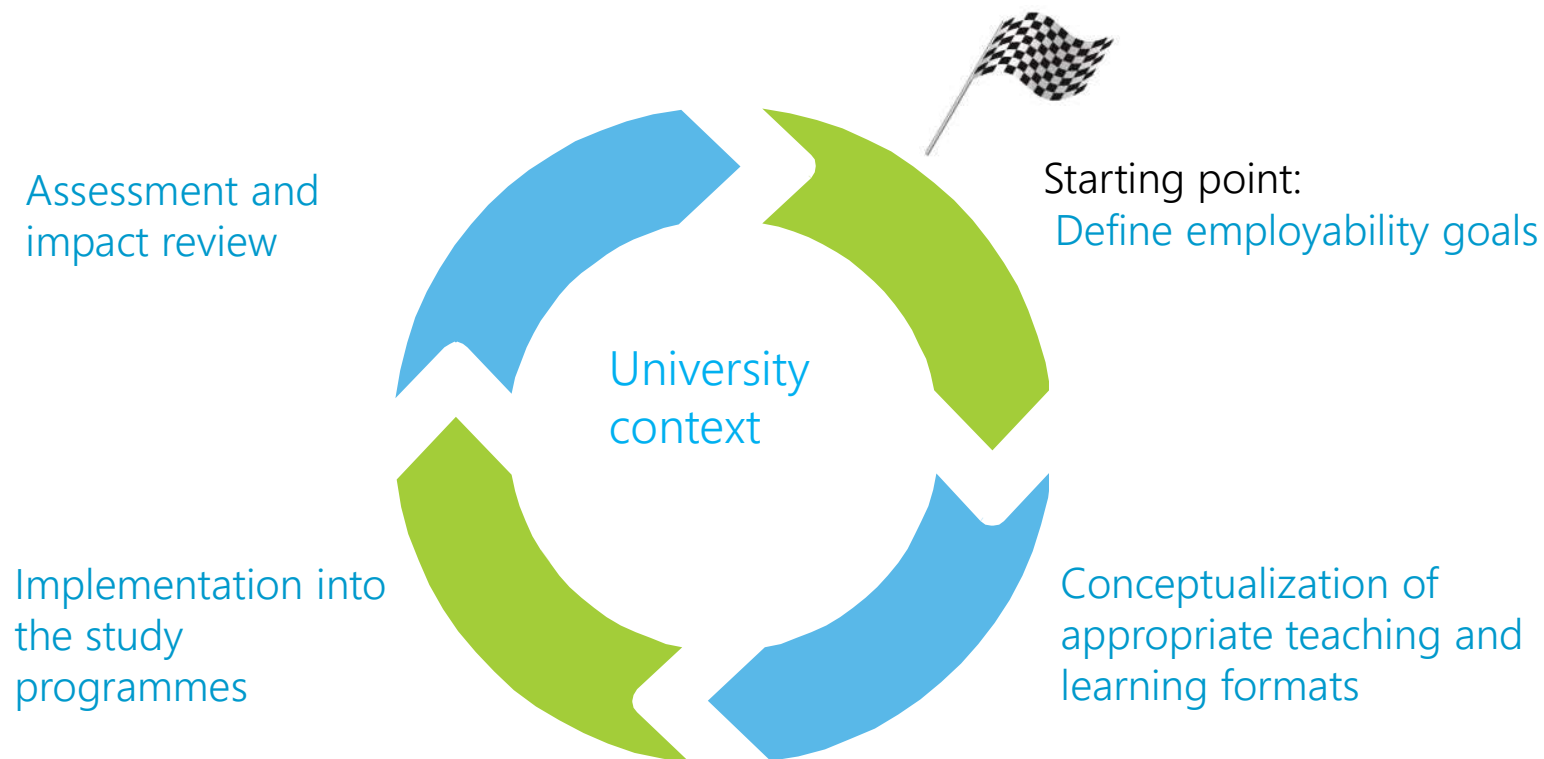 Starting point:
Define employability goals
Conceptualization of
appropriate teaching and
learning formats
Implementation into
the study
programmes
Assessment and
impact review
University
context